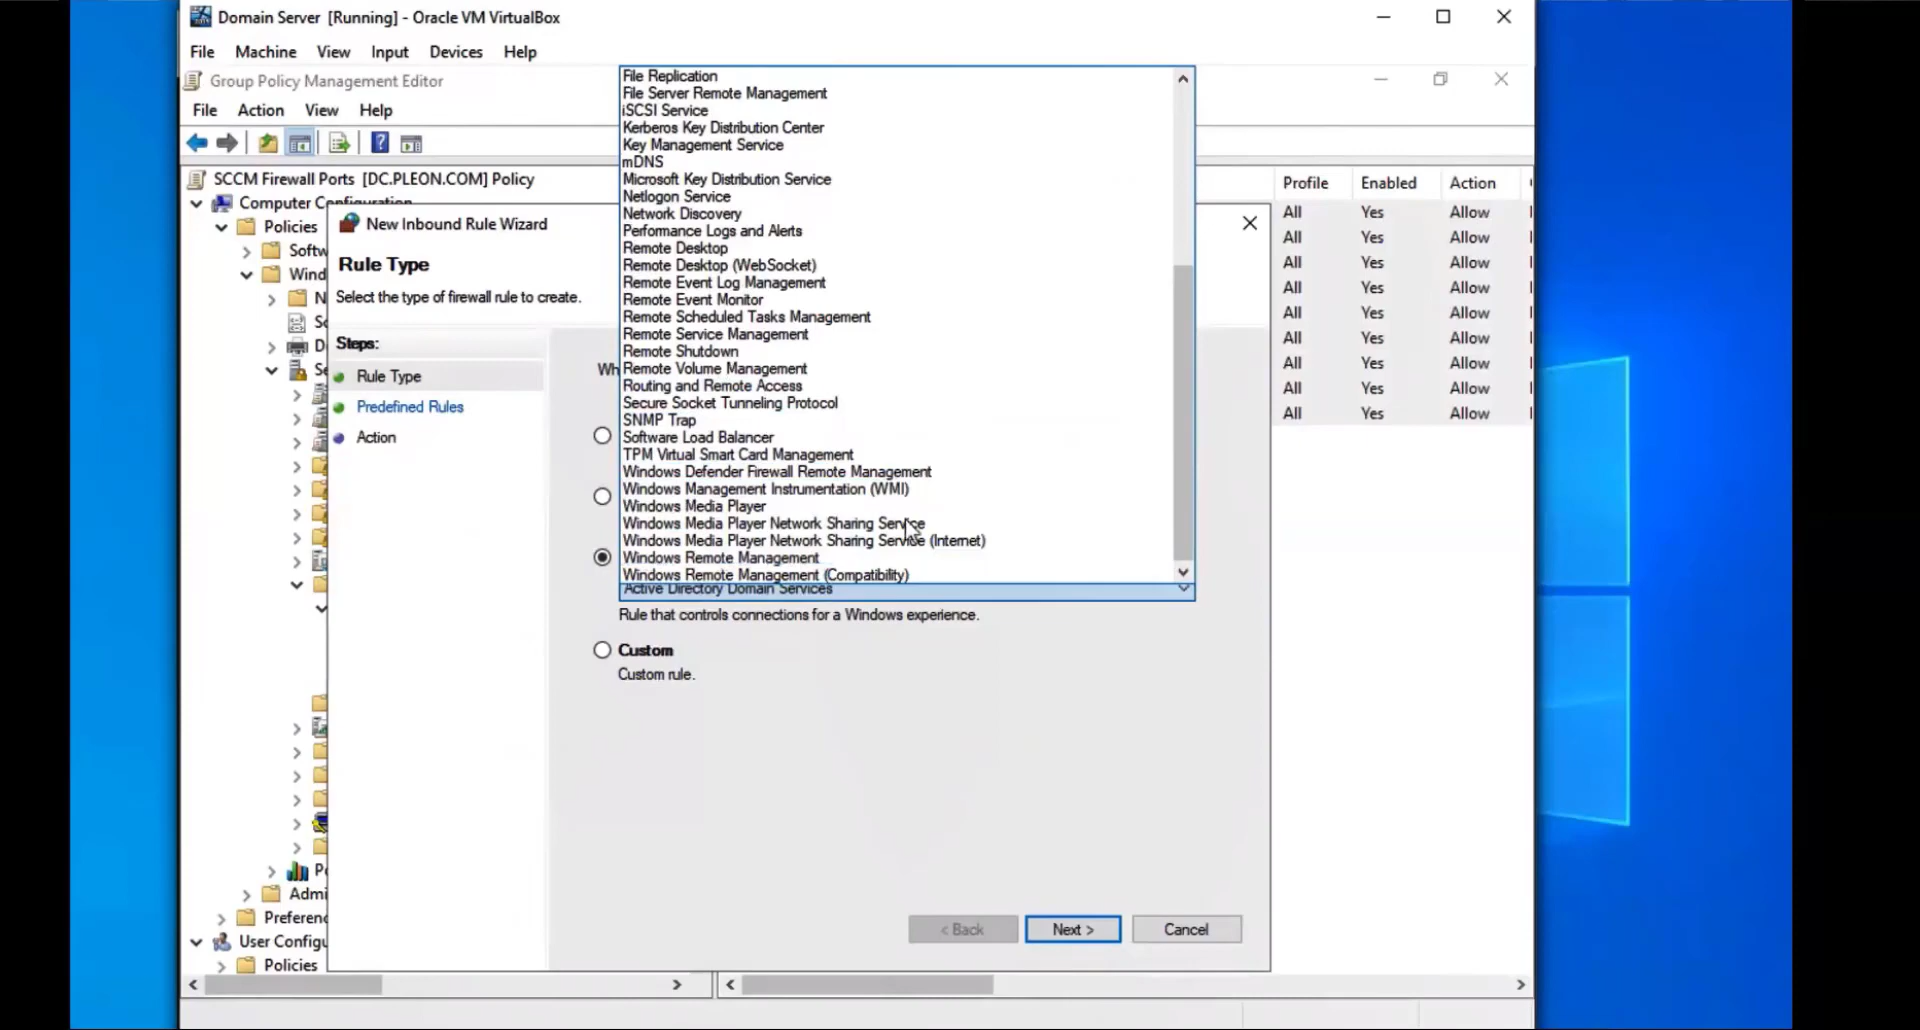 Domain Server [Running] - Oracle VM VirtualBox
File Machine View Input Devices Help
Group Policy Management Editor
File Action View Help
SCCM Firewall Ports [DC.PLEON.COM] Policy
Computer Configuration
Policies
Softw
Wind
N
Sc
D
Se
Po
Admi
Preferenc
User Configu
Policies
New Inbound Rule Wizard
Rule Type
Select the type of firewall rule to create.
Steps:
Rule Type
Predefined Rules
Action
Wh
File Replication
File Server Remote Management
iSCSI Service
Kerberos Key Distribution Center
Key Management Service
mDNS
Microsoft Key Distribution Service
Netlogon Service
Network Discovery
Performance Logs and Alerts
Remote Desktop
Remote Desktop (WebSocket)
Remote Event Log Management
Remote Event Monitor
Remote Scheduled Tasks Management
Remote Service Management
Remote Shutdown
Remote Volume Management
Routing and Remote Access
Secure Socket Tunneling Protocol
SNMP Trap
Software Load Balancer
TPM Virtual Smart Card Management
Windows Defender Firewall Remote Management
Windows Management Instrumentation (WMI)
Windows Media Player
Windows Media Player Network Sharing Service
Windows Media Player Network Sharing Service (Internet)
Windows Remote Management
Windows Remote Management (Compatibility)
Active Directory Domain Services
Rule that controls connections for a Windows experience.
Custom
Custom rule.
< Back Next > Cancel
Profile Enabled Action
All Yes Allow
All Yes Allow
All Yes Allow
All Yes Allow
All Yes Allow
All Yes Allow
All Yes Allow
All Yes Allow
All Yes Allow